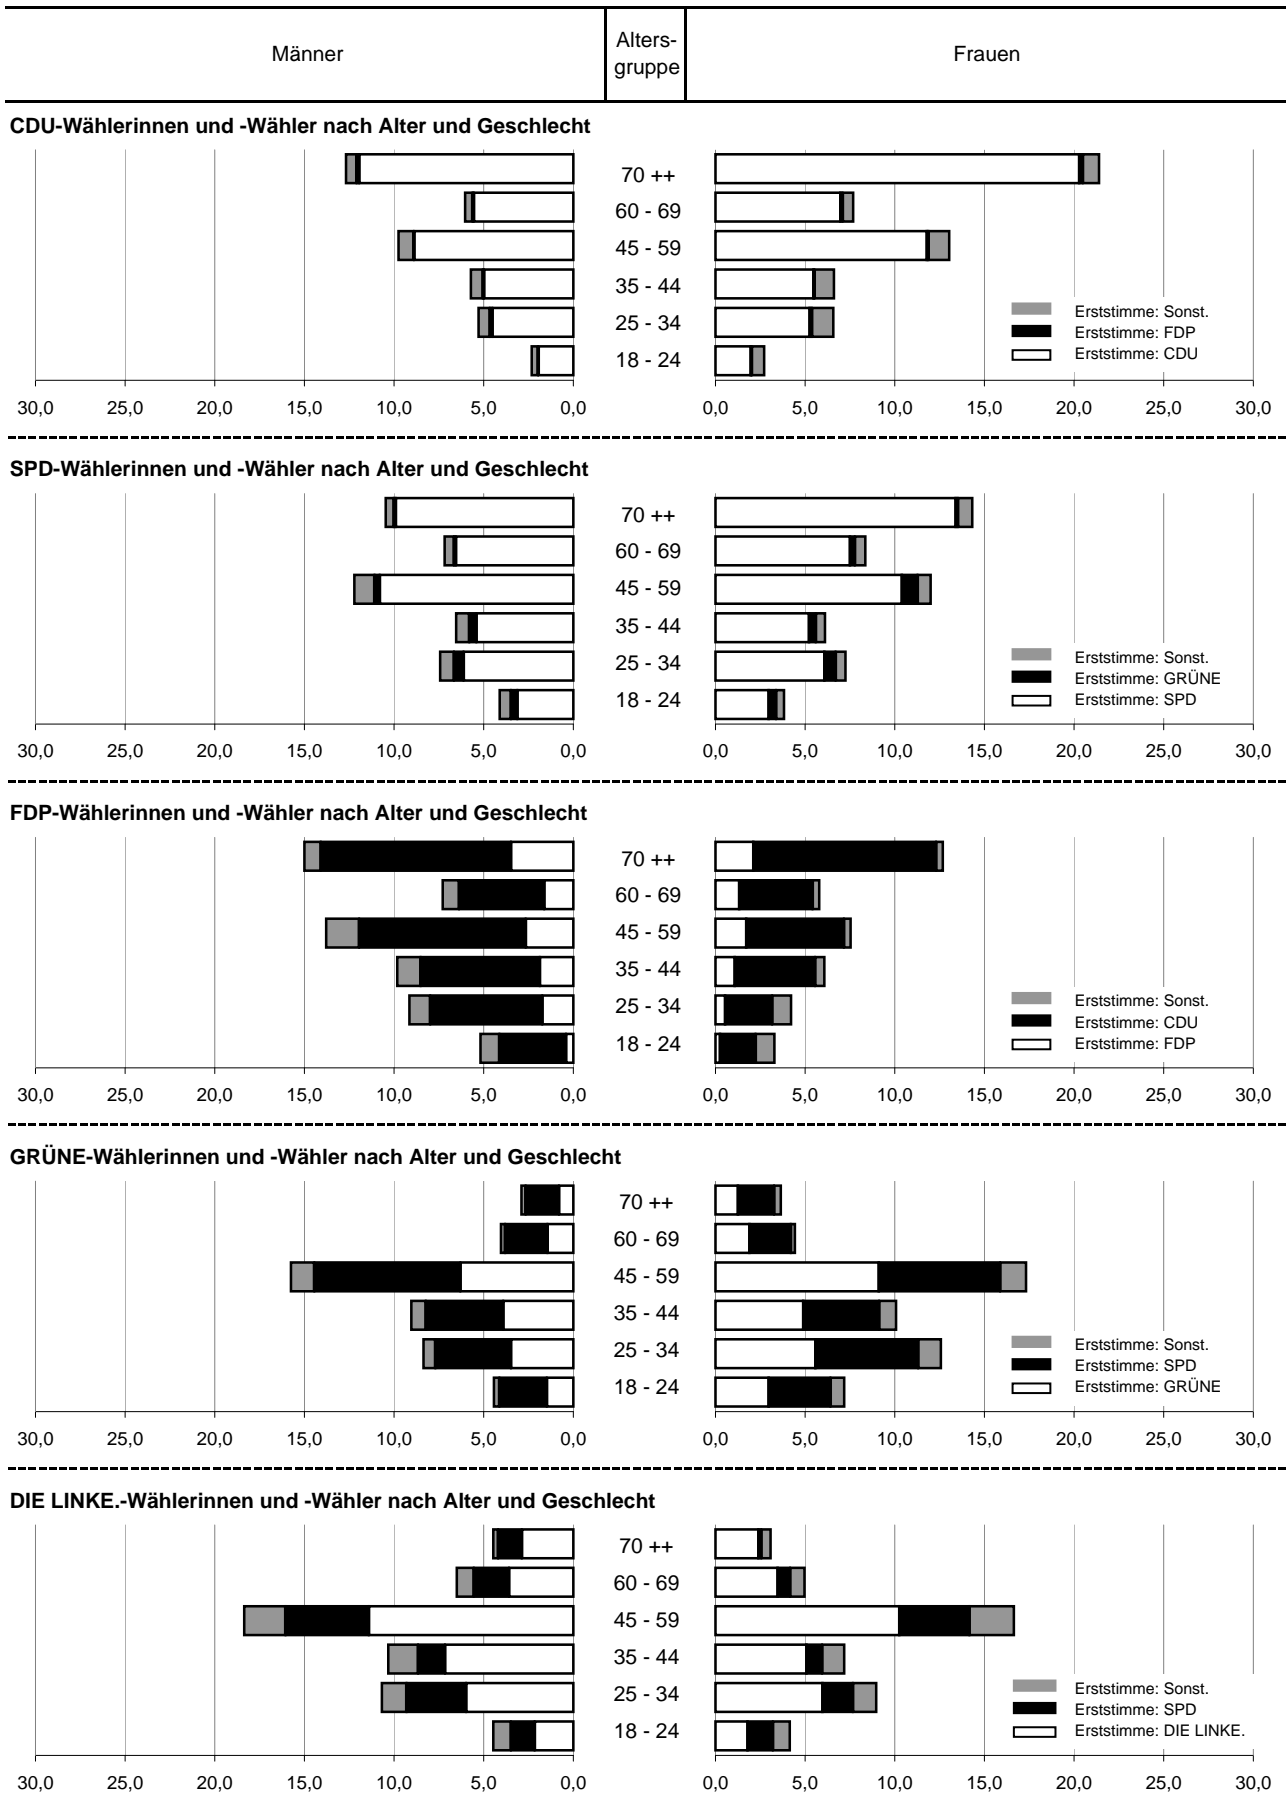 Männer
Alters-
gruppe
Frauen
CDU-Wählerinnen und -Wähler nach Alter und Geschlecht
70 ++
60 - 69
45 - 59
35 - 44
25 - 34
18 - 24
Erststimme: Sonst.
Erststimme: FDP
Erststimme: CDU
30,0 25,0 20,0 15,0 10,0 5,0 0,0 0,0 5,0 10,0 15,0 20,0 25,0 30,0
SPD-Wählerinnen und -Wähler nach Alter und Geschlecht
70 ++
60 - 69
45 - 59
35 - 44
25 - 34
18 - 24
Erststimme: Sonst.
Erststimme: GRÜNE
Erststimme: SPD
30,0 25,0 20,0 15,0 10,0 5,0 0,0 0,0 5,0 10,0 15,0 20,0 25,0 30,0
FDP-Wählerinnen und -Wähler nach Alter und Geschlecht
70 ++
60 - 69
45 - 59
35 - 44
25 - 34
18 - 24
Erststimme: Sonst.
Erststimme: CDU
Erststimme: FDP
30,0 25,0 20,0 15,0 10,0 5,0 0,0 0,0 5,0 10,0 15,0 20,0 25,0 30,0
GRÜNE-Wählerinnen und -Wähler nach Alter und Geschlecht
70 ++
60 - 69
45 - 59
35 - 44
25 - 34
18 - 24
Erststimme: Sonst.
Erststimme: SPD
Erststimme: GRÜNE
30,0 25,0 20,0 15,0 10,0 5,0 0,0 0,0 5,0 10,0 15,0 20,0 25,0 30,0
DIE LINKE.-Wählerinnen und -Wähler nach Alter und Geschlecht
70 ++
60 - 69
45 - 59
35 - 44
25 - 34
18 - 24
Erststimme: Sonst.
Erststimme: SPD
Erststimme: DIE LINKE.
30,0 25,0 20,0 15,0 10,0 5,0 0,0 0,0 5,0 10,0 15,0 20,0 25,0 30,0